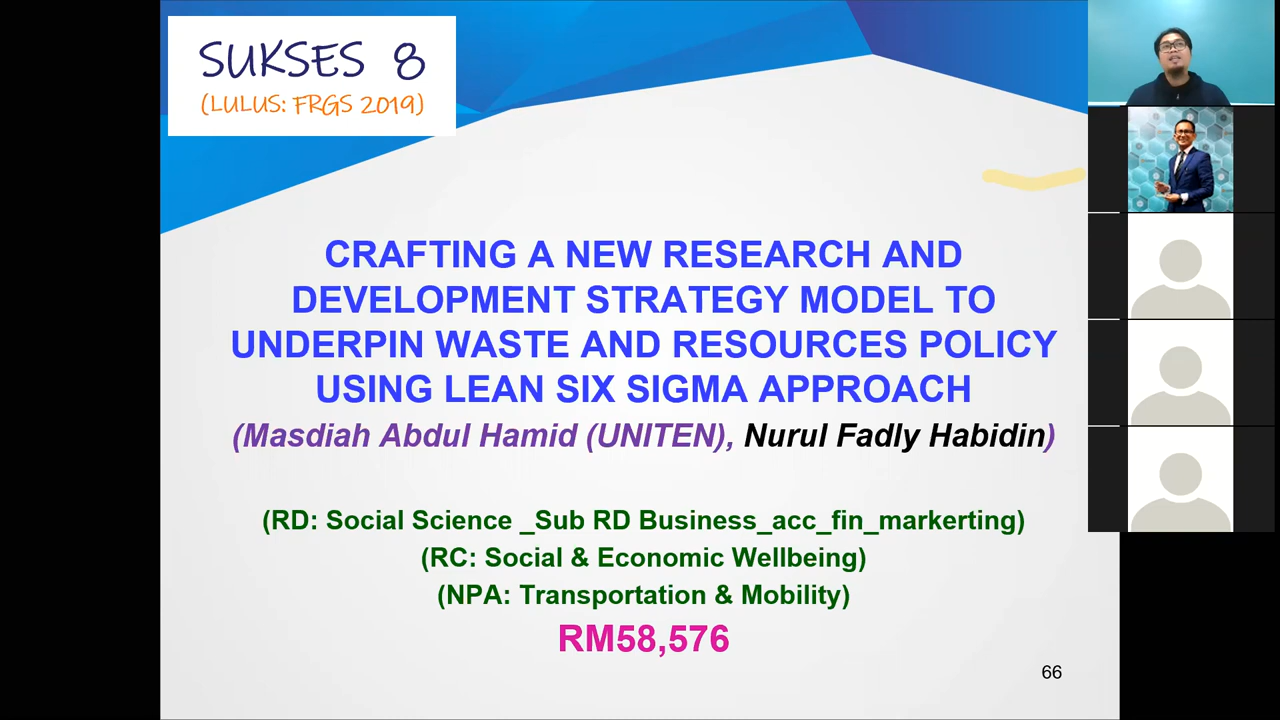 SUKSES 8
(LULUS: FRGS 2019)
CRAFTING A NEW RESEARCH AND
DEVELOPMENT STRATEGY MODEL TO
UNDERPIN WASTE AND RESOURCES POLICY
USING LEAN SIX SIGMA APPROACH
(Masdiah Abdul Hamid (UNITEN), Nurul Fadly Habidin)
(RD: Social Science _Sub RD Business_acc_fin_markerting)
(RC: Social & Economic Wellbeing)
(NPA: Transportation & Mobility)
RM58,576
66